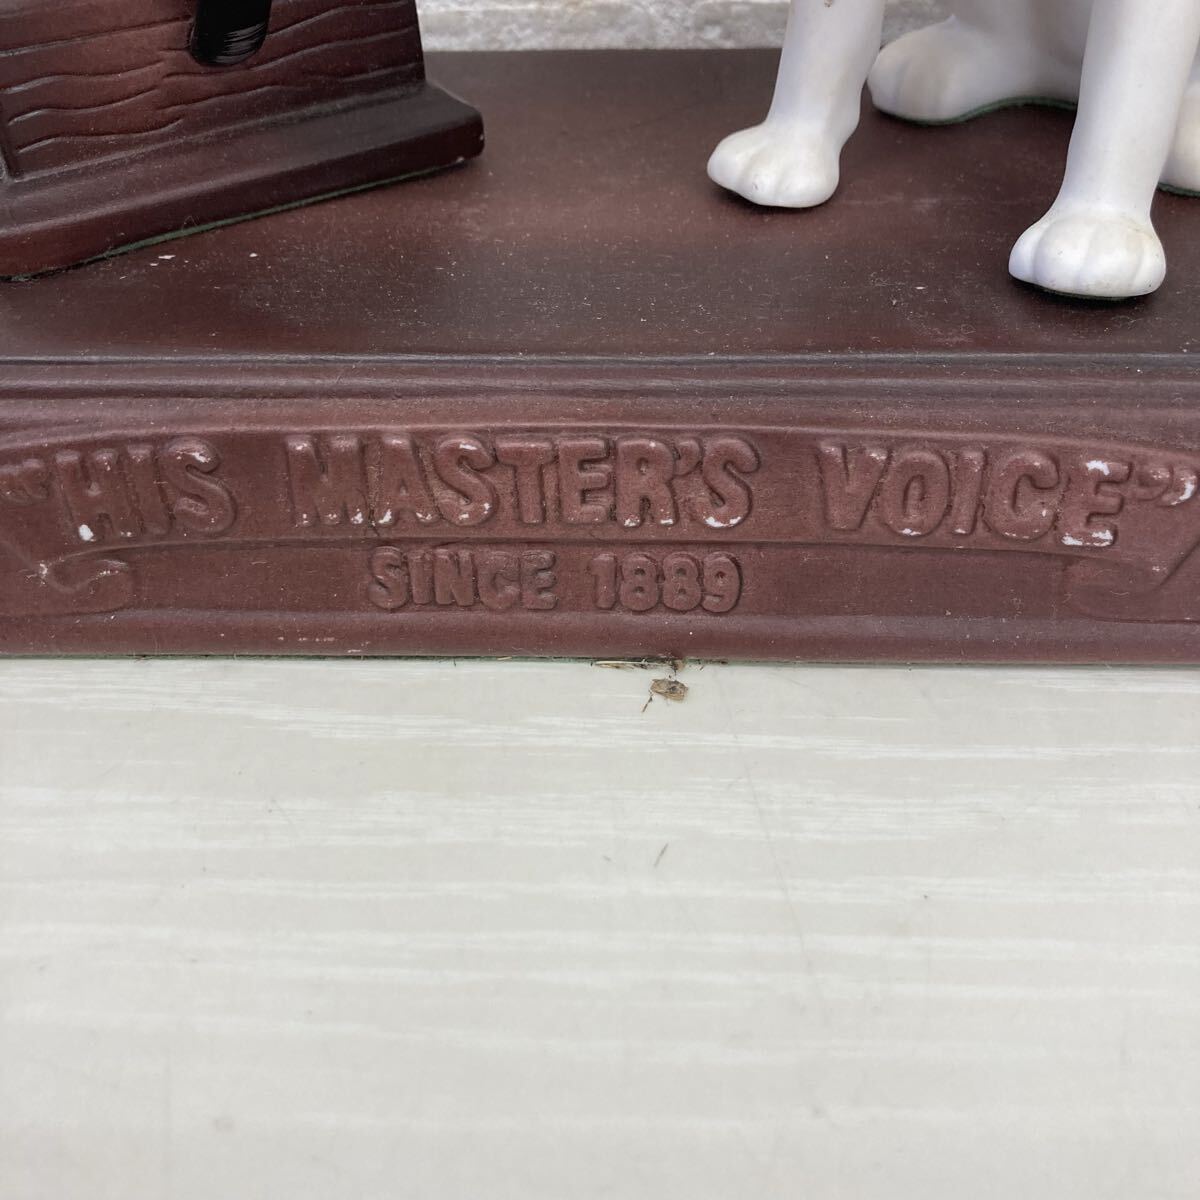 "HIS MASTER'S VOICE"
SINCE 1889